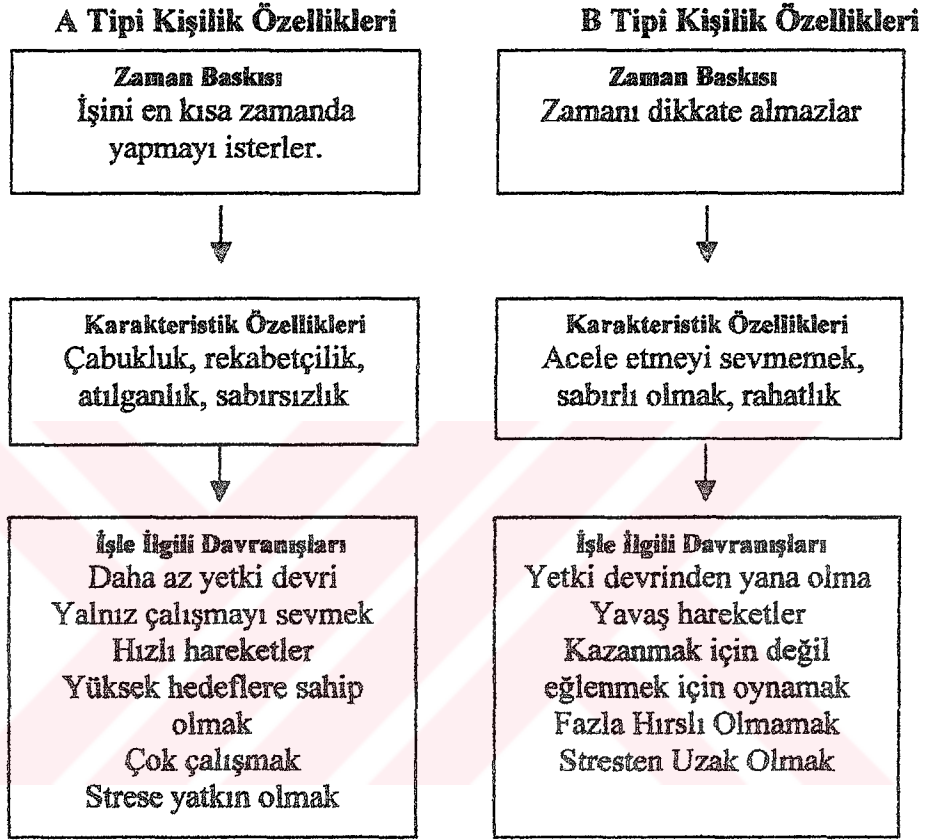 A Tipi Kişilik Özellikleri
Zaman Baskısı
İşini en kısa zamanda
yapmayı isterler.
Karakteristik Özellikleri
Çabukluk, rekabetçilik,
atılganlık, sabırsızlık
İşle İlgili Davranışları
Daha az yetki devri
Yalnız çalışmayı sevmek
Hızlı hareketler
Yüksek hedeflere sahip
olmak
Çok çalışmak
Strese yatkın olmak
B Tipi Kişilik Özellikleri
Zaman Baskısı
Zamanı dikkate almazlar
Karakteristik Özellikleri
Acele etmeyi sevmemek,
sabırlı olmak, rahatlık
İşle İlgili Davranışları
Yetki devrinden yana olma
Yavaş hareketler
Kazanmak için değil
eğlenmek için oynamak
Fazla Hırslı Olmamak
Stresten Uzak Olmak